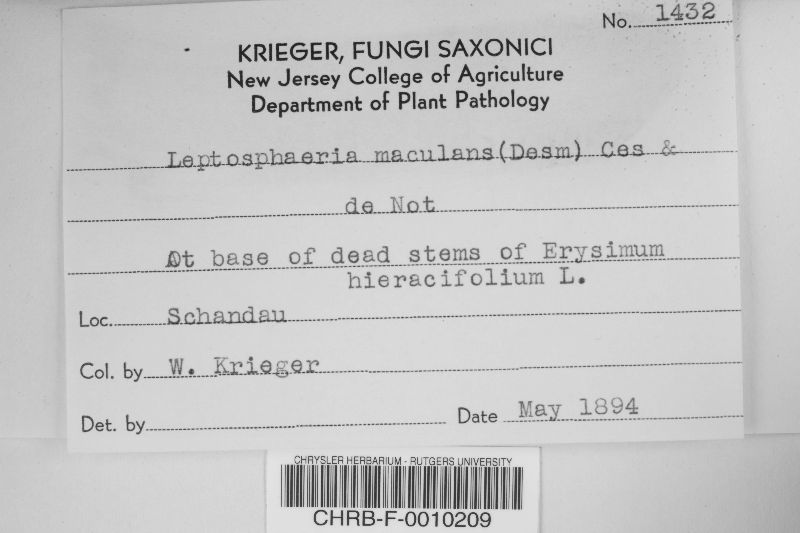 No. 1432
KRIEGER, FUNGI SAXONICI
New Jersey College of Agriculture
Department of Plant Pathology
Leptosphaeria maculans(Desm) Ces &
de Not
At base of dead stems of Erysimum
hieracifolium L.
Loc. Schandau
Col. by W. Krieger
Det. by
Date May 1894
CHRYSLER HERBARIUM - RUTGERS UNIVERSITY
CHRB-F-0010209